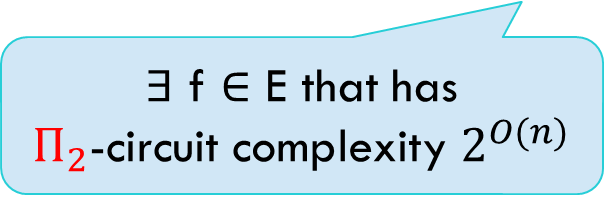 ∃ f ∈ E that has
Π₂-circuit complexity 2^{O(n)}